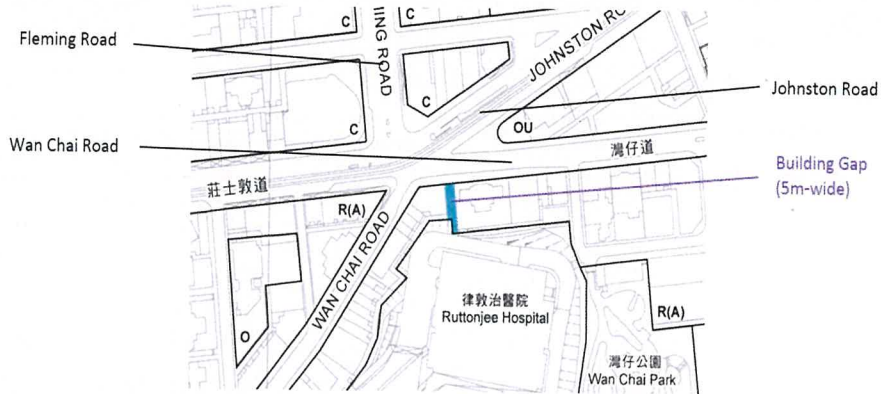 C
C
Fleming Road
MING ROAD
JOHNSTON RO
C
Johnston Road
C
OU
Wan Chai Road
灣仔道
Building Gap
(5m-wide)
莊士敦道
R(A)
WAN CHAI ROAD
律敦治醫院
Ruttonjee Hospital
R(A)
O
灣仔公園
Wan Chai Park